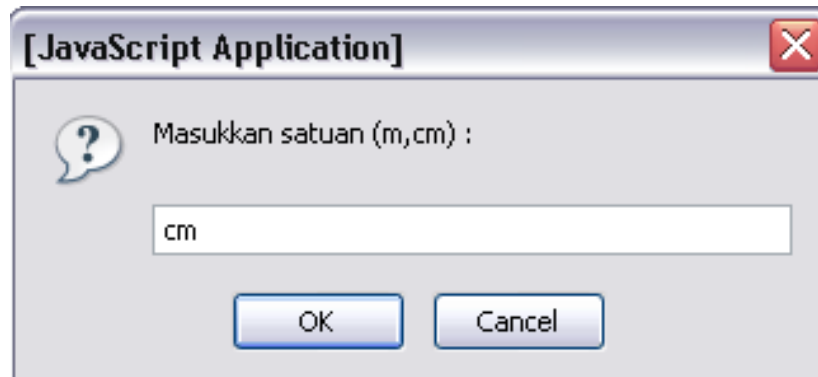 [JavaScript Application]
?
Masukkan satuan (m,cm) :
cm
OK Cancel